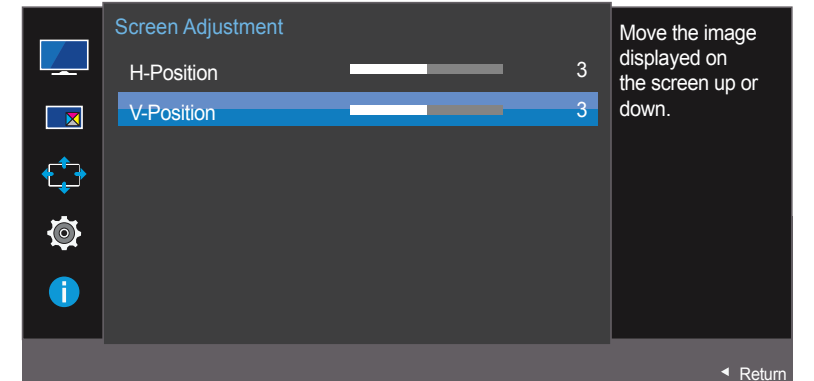 Screen Adjustment
H-Position 3
V-Position 3
Move the image
displayed on
the screen up or
down.
Return